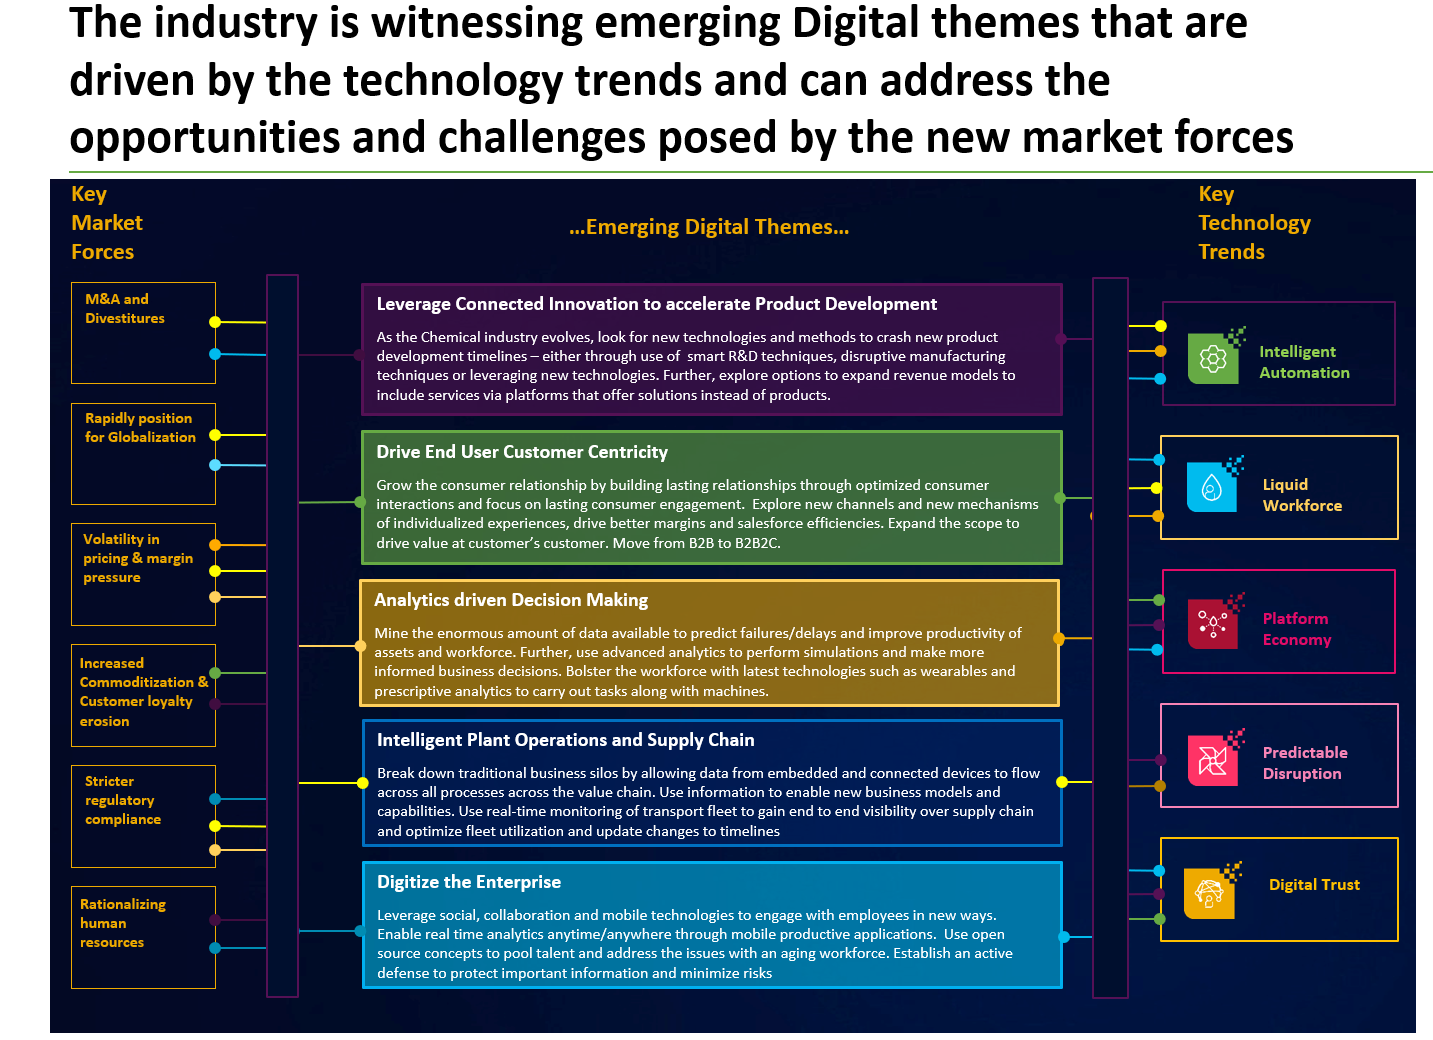 The industry is witnessing emerging Digital themes that are
driven by the technology trends and can address the
opportunities and challenges posed by the new market forces
Key
Market
Forces
…Emerging Digital Themes…
Key
Technology
Trends
M&A and
Divestitures
Rapidly position
for Globalization
Volatility in
pricing & margin
pressure
Increased
Commoditization &
Customer loyalty
erosion
Stricter
regulatory
compliance
Rationalizing
human
resources
Leverage Connected Innovation to accelerate Product Development
As the Chemical industry evolves, look for new technologies and methods to crash new product
development timelines – either through use of smart R&D techniques, disruptive manufacturing
techniques or leveraging new technologies. Further, explore options to expand revenue models to
include services via platforms that offer solutions instead of products.
Drive End User Customer Centricity
Grow the consumer relationship by building lasting relationships through optimized consumer
interactions and focus on lasting consumer engagement. Explore new channels and new mechanisms
of individualized experiences, drive better margins and salesforce efficiencies. Expand the scope to
drive value at customer’s customer. Move from B2B to B2B2C.
Analytics driven Decision Making
Mine the enormous amount of data available to predict failures/delays and improve productivity of
assets and workforce. Further, use advanced analytics to perform simulations and make more
informed business decisions. Bolster the workforce with latest technologies such as wearables and
prescriptive analytics to carry out tasks along with machines.
Intelligent Plant Operations and Supply Chain
Break down traditional business silos by allowing data from embedded and connected devices to flow
across all processes across the value chain. Use information to enable new business models and
capabilities. Use real-time monitoring of transport fleet to gain end to end visibility over supply chain
and optimize fleet utilization and update changes to timelines
Digitize the Enterprise
Leverage social, collaboration and mobile technologies to engage with employees in new ways.
Enable real time analytics anytime/anywhere through mobile productive applications. Use open
source concepts to pool talent and address the issues with an aging workforce. Establish an active
defense to protect important information and minimize risks
Intelligent
Automation
Liquid
Workforce
Platform
Economy
Predictable
Disruption
Digital Trust